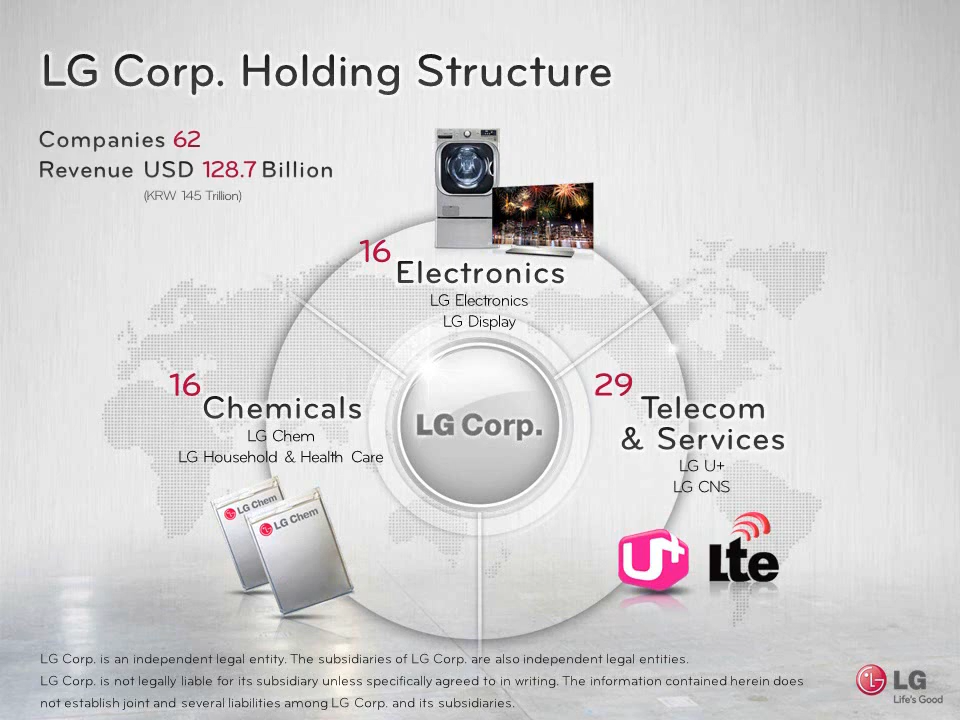 LG Corp. Holding Structure
Companies 62
Revenue USD 128.7 Billion
(KRW 145 Trillion)
16
Electronics
LG Electronics
LG Display
16
Chemicals
LG Chem
LG Household & Health Care
LG Corp.
29
Telecom
& Services
LG U+
LG CNS
LG Chem
LG Chem
U+
Lte
LG Corp. is an independent legal entity. The subsidiaries of LG Corp. are also independent legal entities.
LG Corp. is not legally liable for its subsidiary unless specifically agreed to in writing. The information contained herein does
not establish joint and several liabilities among LG Corp. and its subsidiaries.
LG
Life's Good